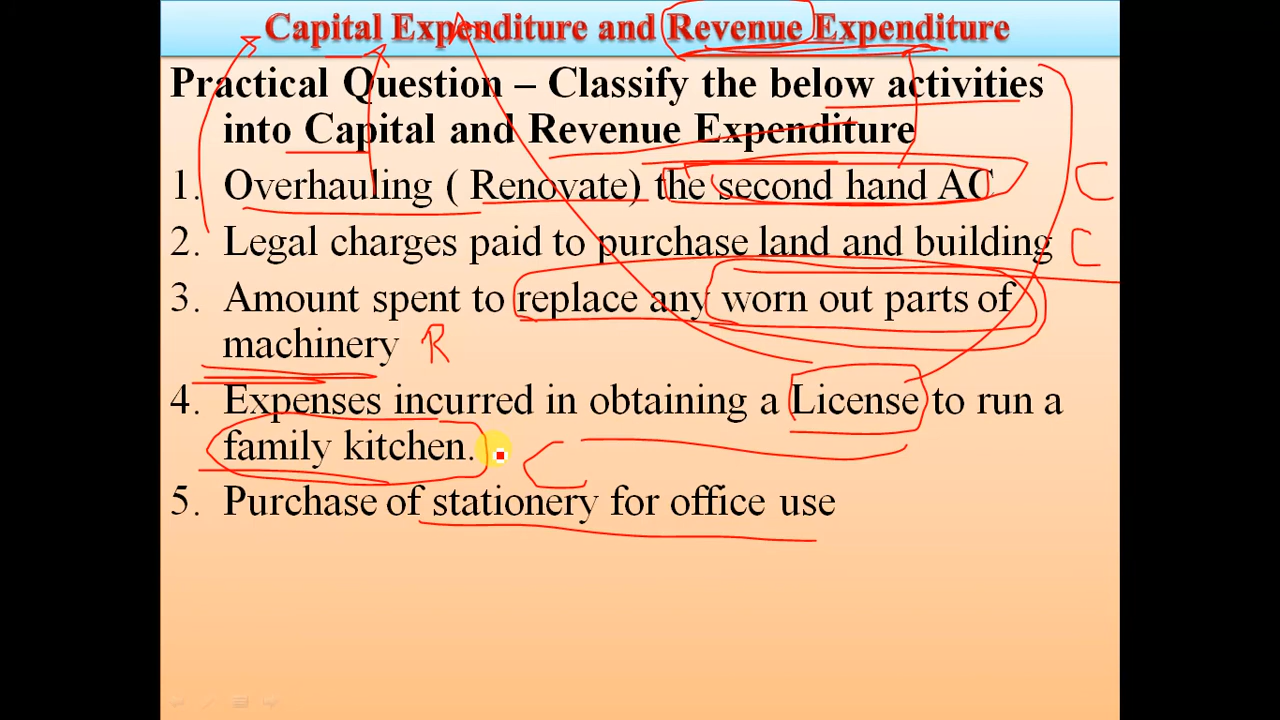 Capital Expenditure and Revenue Expenditure
Practical Question – Classify the below activities
into Capital and Revenue Expenditure
1. Overhauling ( Renovate) the second hand AC C
2. Legal charges paid to purchase land and building C
3. Amount spent to replace any worn out parts of
machinery R
4. Expenses incurred in obtaining a License to run a
family kitchen. C
5. Purchase of stationery for office use